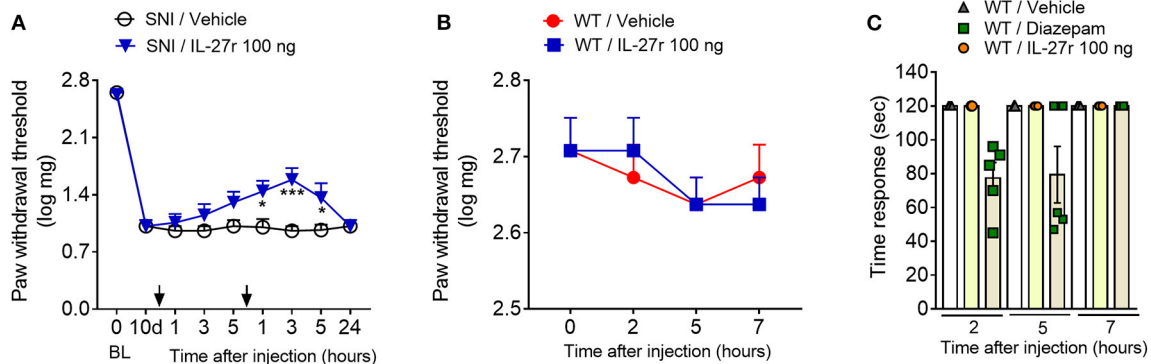 A
SNI / Vehicle
SNI / IL-27r 100 ng
Paw withdrawal threshold
(log mg)
2.8
2.1
1.4
0.7
0.0
*
***
*
0
10d
1
3
5
1
3
5
24
BL
Time after injection (hours)
B
WT / Vehicle
WT / IL-27r 100 ng
Paw withdrawal threshold
(log mg)
2.8
2.7
2.6
2.5
0
2
5
7
Time after injection (hours)
C
WT / Vehicle
WT / Diazepam
WT / IL-27r 100 ng
Time response (sec)
140
120
100
80
60
40
20
0
2
5
7
Time after injection (hours)